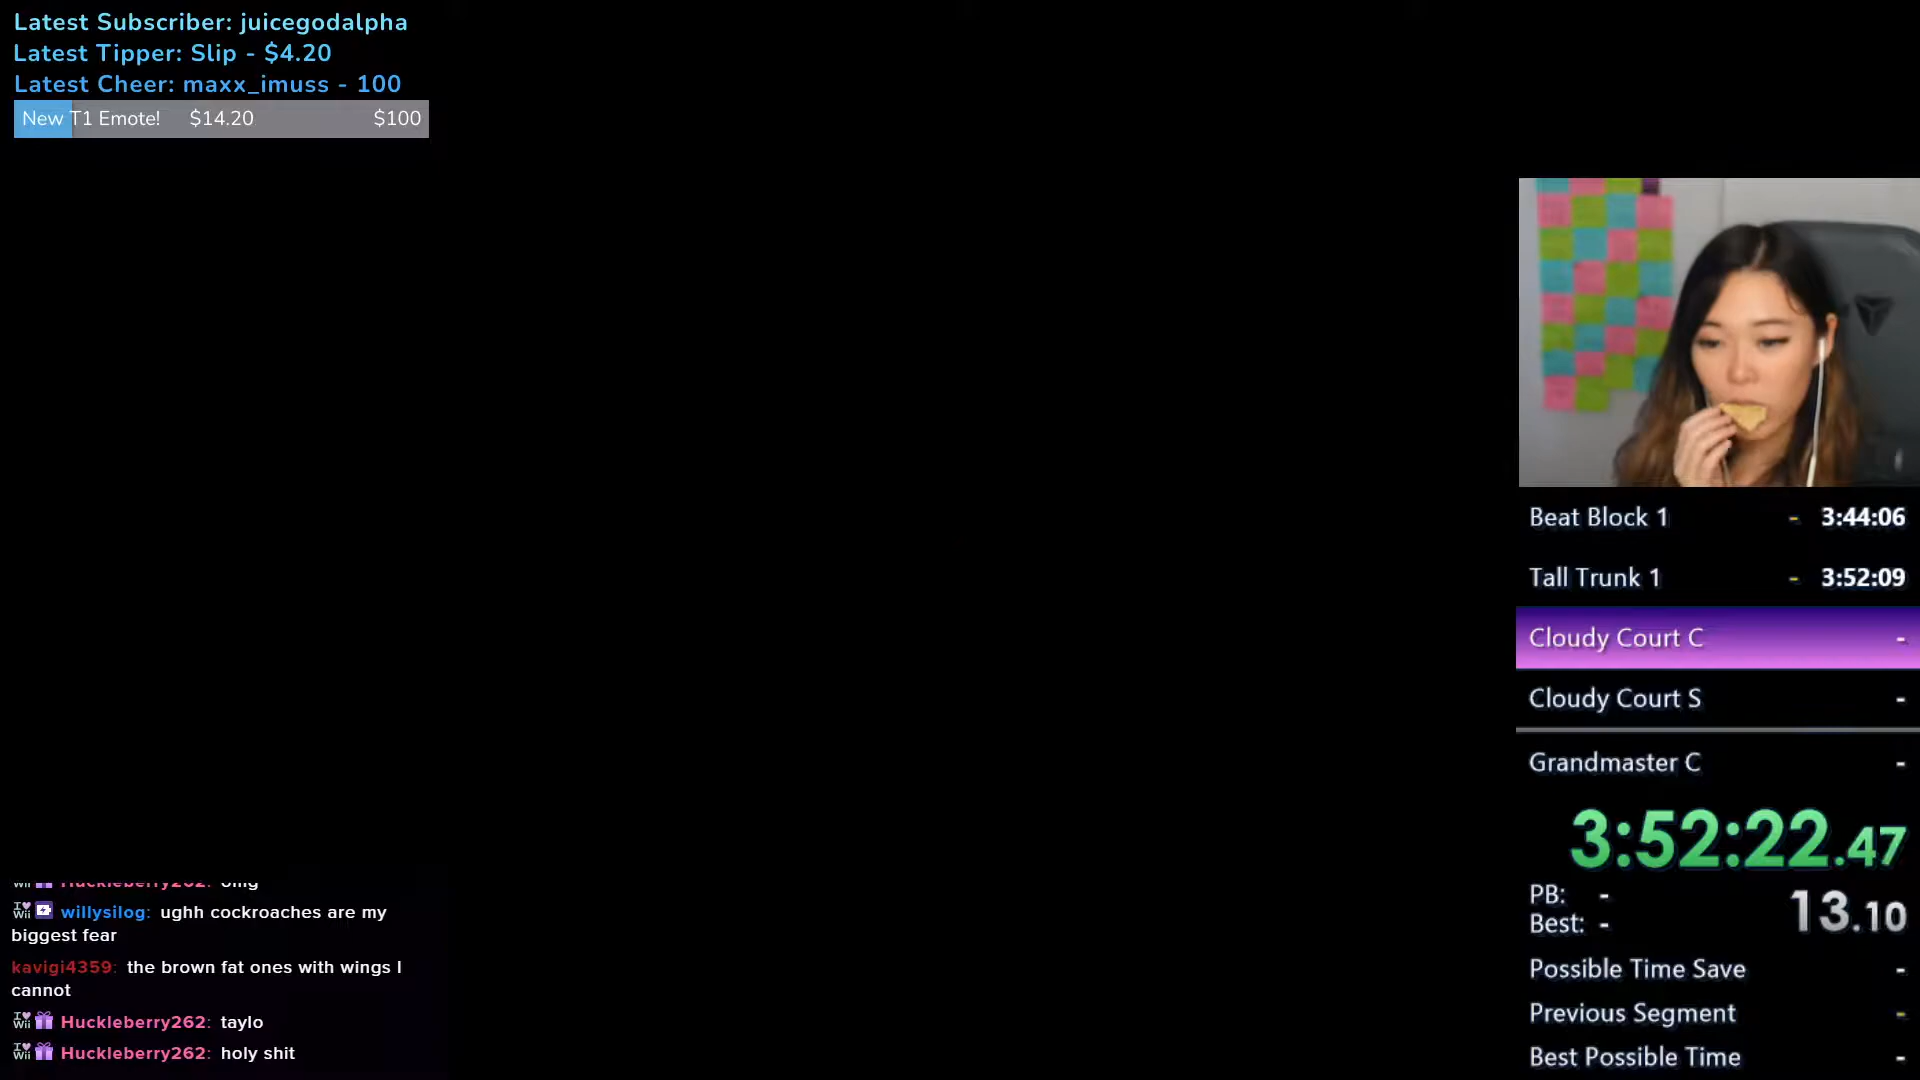 Latest Subscriber: juicegodalpha
Latest Tipper: Slip - $4.20
Latest Cheer: maxx_imuss - 100
New T1 Emote! $14.20 $100
Beat Block 1 - 3:44:06
Tall Trunk 1 - 3:52:09
Cloudy Court C -
Cloudy Court S -
Grandmaster C -
3:52:22.47
PB: -
Best: -
13.10
Possible Time Save -
Previous Segment -
Best Possible Time -
willysilog: ughh cockroaches are my
biggest fear
kavigi4359: the brown fat ones with wings I
cannot
Huckleberry262: taylo
Huckleberry262: holy shit